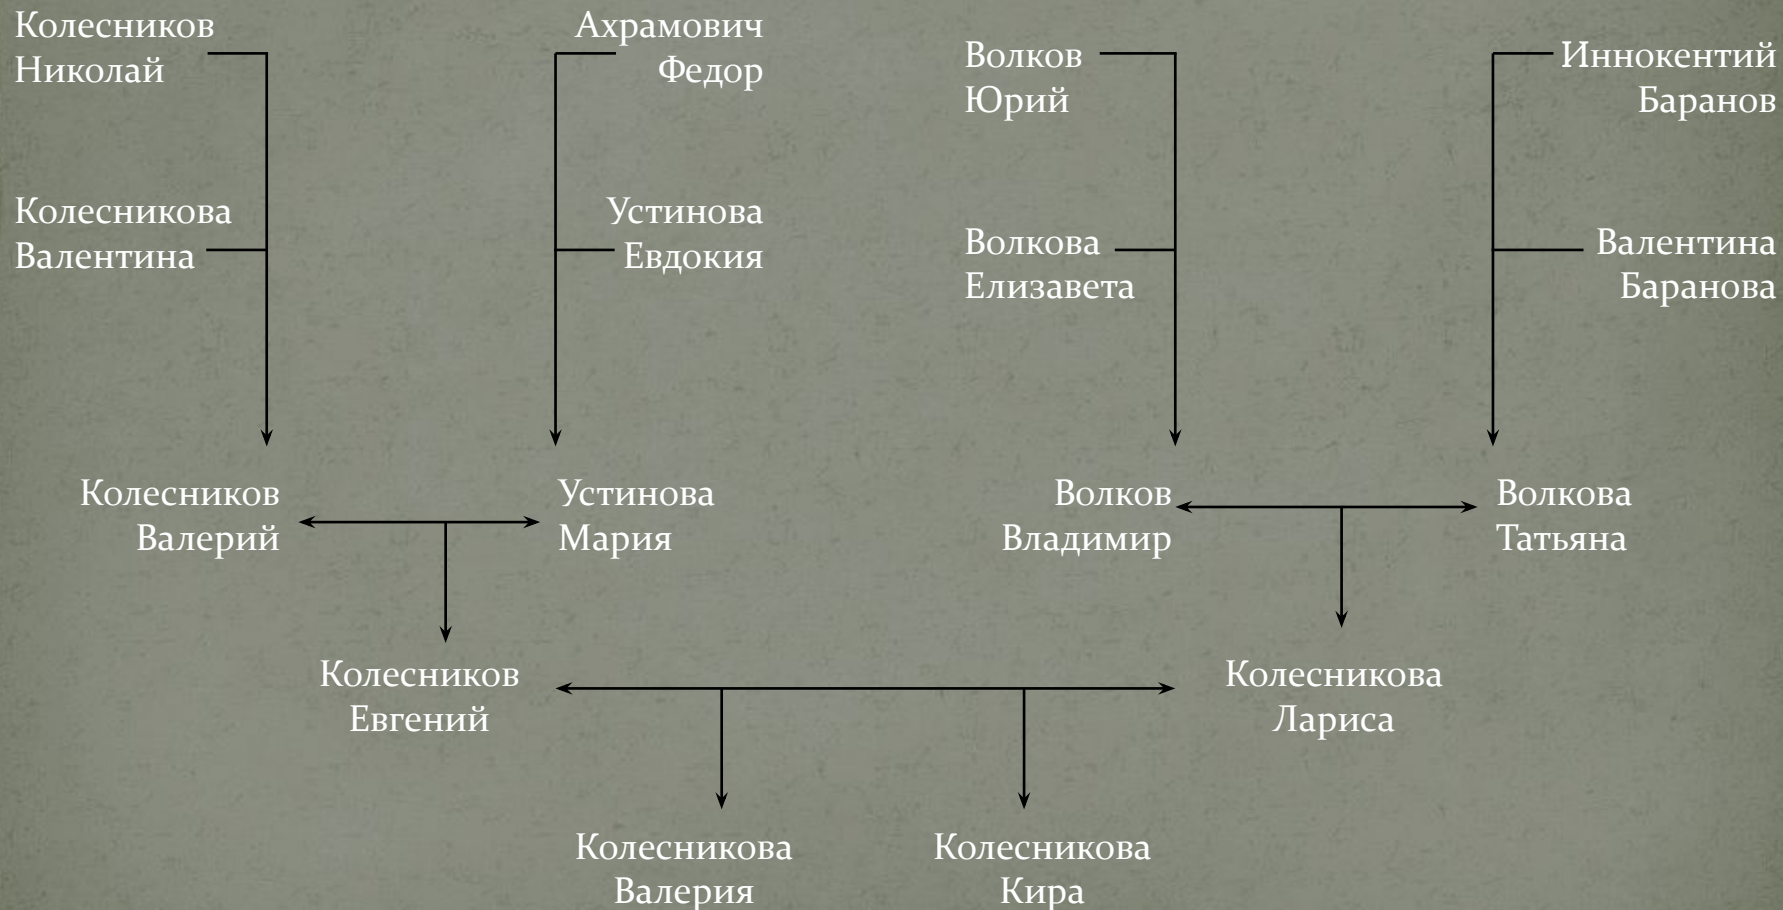 Колесников
Николай
Ахрамович
Федор
Волков
Юрий
Иннокентий
Баранов
Колесникова
Валентина
Устинова
Евдокия
Волкова
Елизавета
Валентина
Баранова
Колесников
Валерий
Устинова
Мария
Волков
Владимир
Волкова
Татьяна
Колесников
Евгений
Колесникова
Лариса
Колесникова
Валерия
Колесникова
Кира